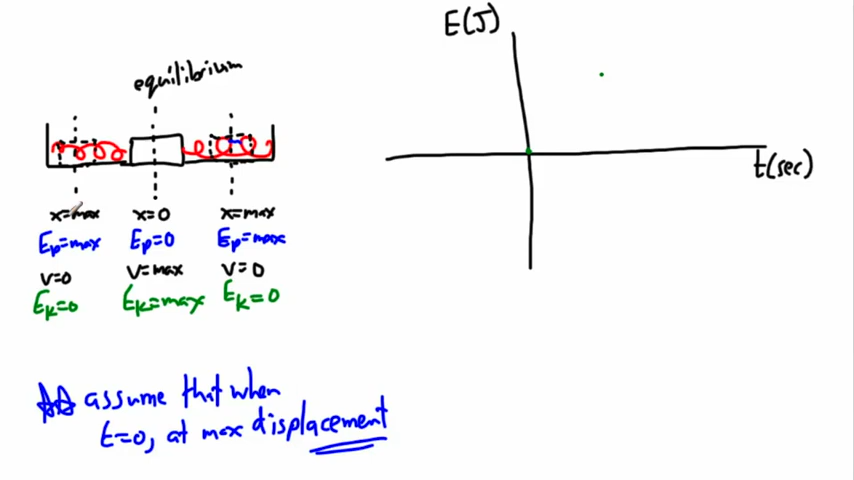 E(J)
equilibrium
t(sec)
x=max x=0 x=max
Ep=max Ep=0 Ep=max
v=0 v=max v=0
Ek=0 Ek=max Ek=0
assume that when
t=0, at max displacement